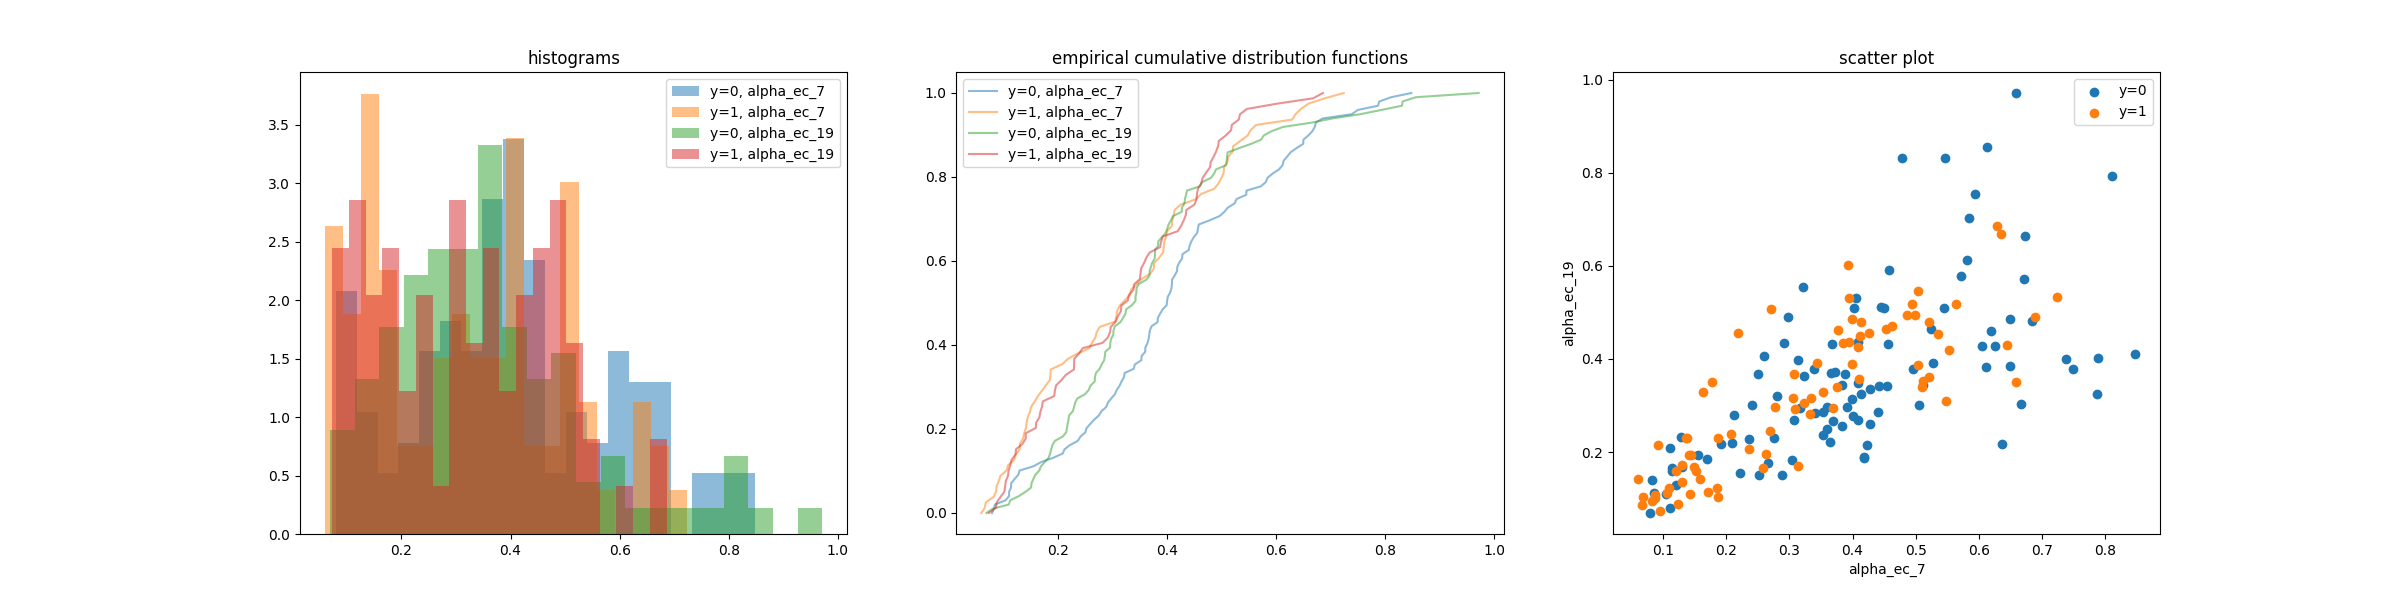 histograms
y=0, alpha_ec_7
y=1, alpha_ec_7
y=0, alpha_ec_19
y=1, alpha_ec_19
3.5
3.0
2.5
2.0
1.5
1.0
0.5
0.0
0.2 0.4 0.6 0.8 1.0
empirical cumulative distribution functions
y=0, alpha_ec_7
y=1, alpha_ec_7
y=0, alpha_ec_19
y=1, alpha_ec_19
1.0
0.8
0.6
0.4
0.2
0.0
0.2 0.4 0.6 0.8 1.0
scatter plot
y=0
y=1
alpha_ec_19
1.0
0.8
0.6
0.4
0.2
0.1 0.2 0.3 0.4 0.5 0.6 0.7 0.8
alpha_ec_7